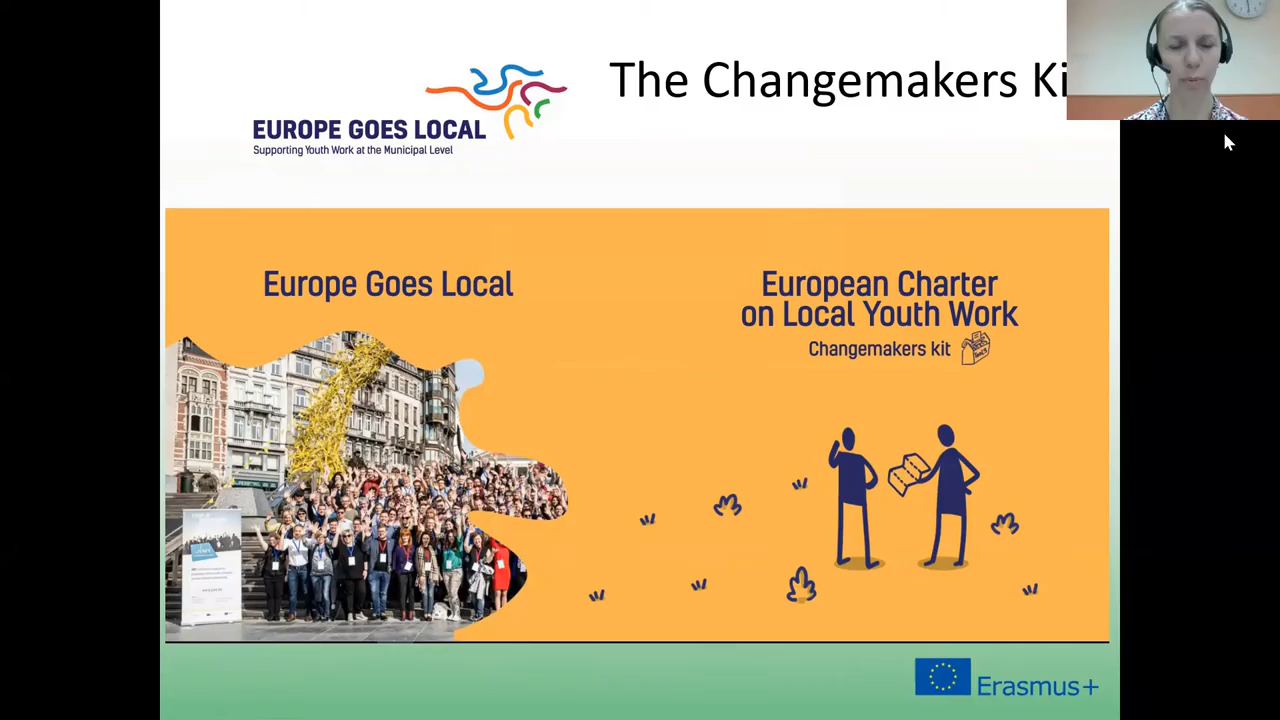 The Changemakers Ki
EUROPE GOES LOCAL
Supporting Youth Work at the Municipal Level
Europe Goes Local
European Charter
on Local Youth Work
Changemakers kit
Erasmus+